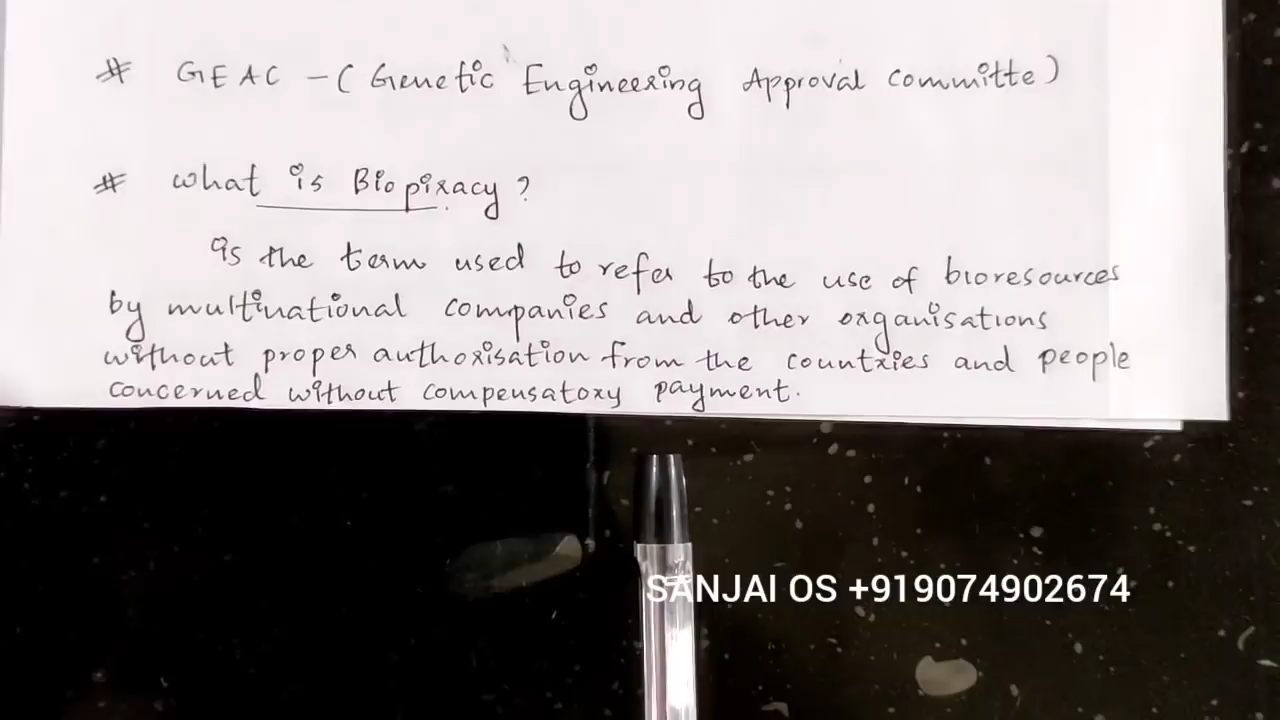 * GEAC - ( Genetic Engineering Approval committe )
* what is Biopiracy ?
is the term used to refer to the use of bioresources
by multinational companies and other organisations
without proper authorisation from the countries and people
concerned without compensatory payment.
SANJAI OS +919074902674